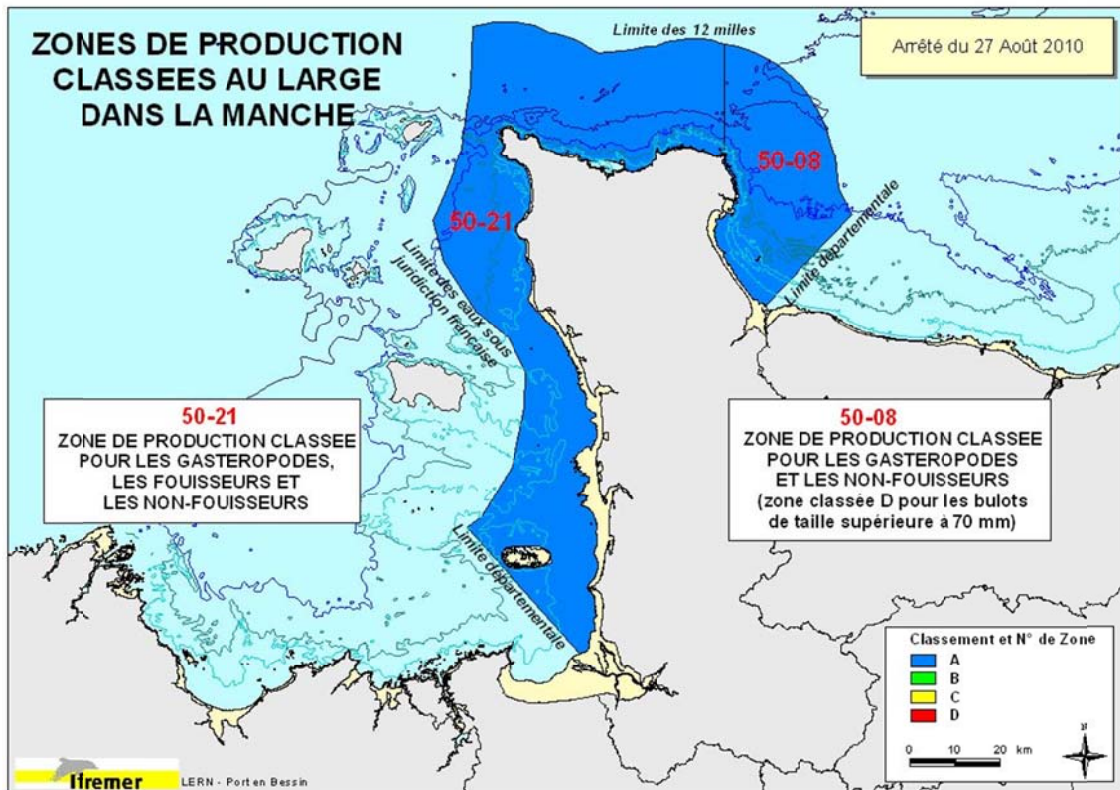 ZONES DE PRODUCTION
CLASSEES AU LARGE
DANS LA MANCHE
Limite des 12 milles
Arrêté du 27 Août 2010
50-08
50-21
Limite départementale
Limite des eaux sous
juridiction française
50-21
ZONE DE PRODUCTION CLASSEE
POUR LES GASTEROPODES,
LES FOUISSEURS ET
LES NON-FOUISSEURS
50-08
ZONE DE PRODUCTION CLASSEE
POUR LES GASTEROPODES
ET LES NON-FOUISSEURS
(zone classée D pour les bulots
de taille supérieure à 70 mm)
Limite départementale
Classement et N° de Zone
A
B
C
D
0 10 20 km
N
Ifremer
LERN - Port en Bessin